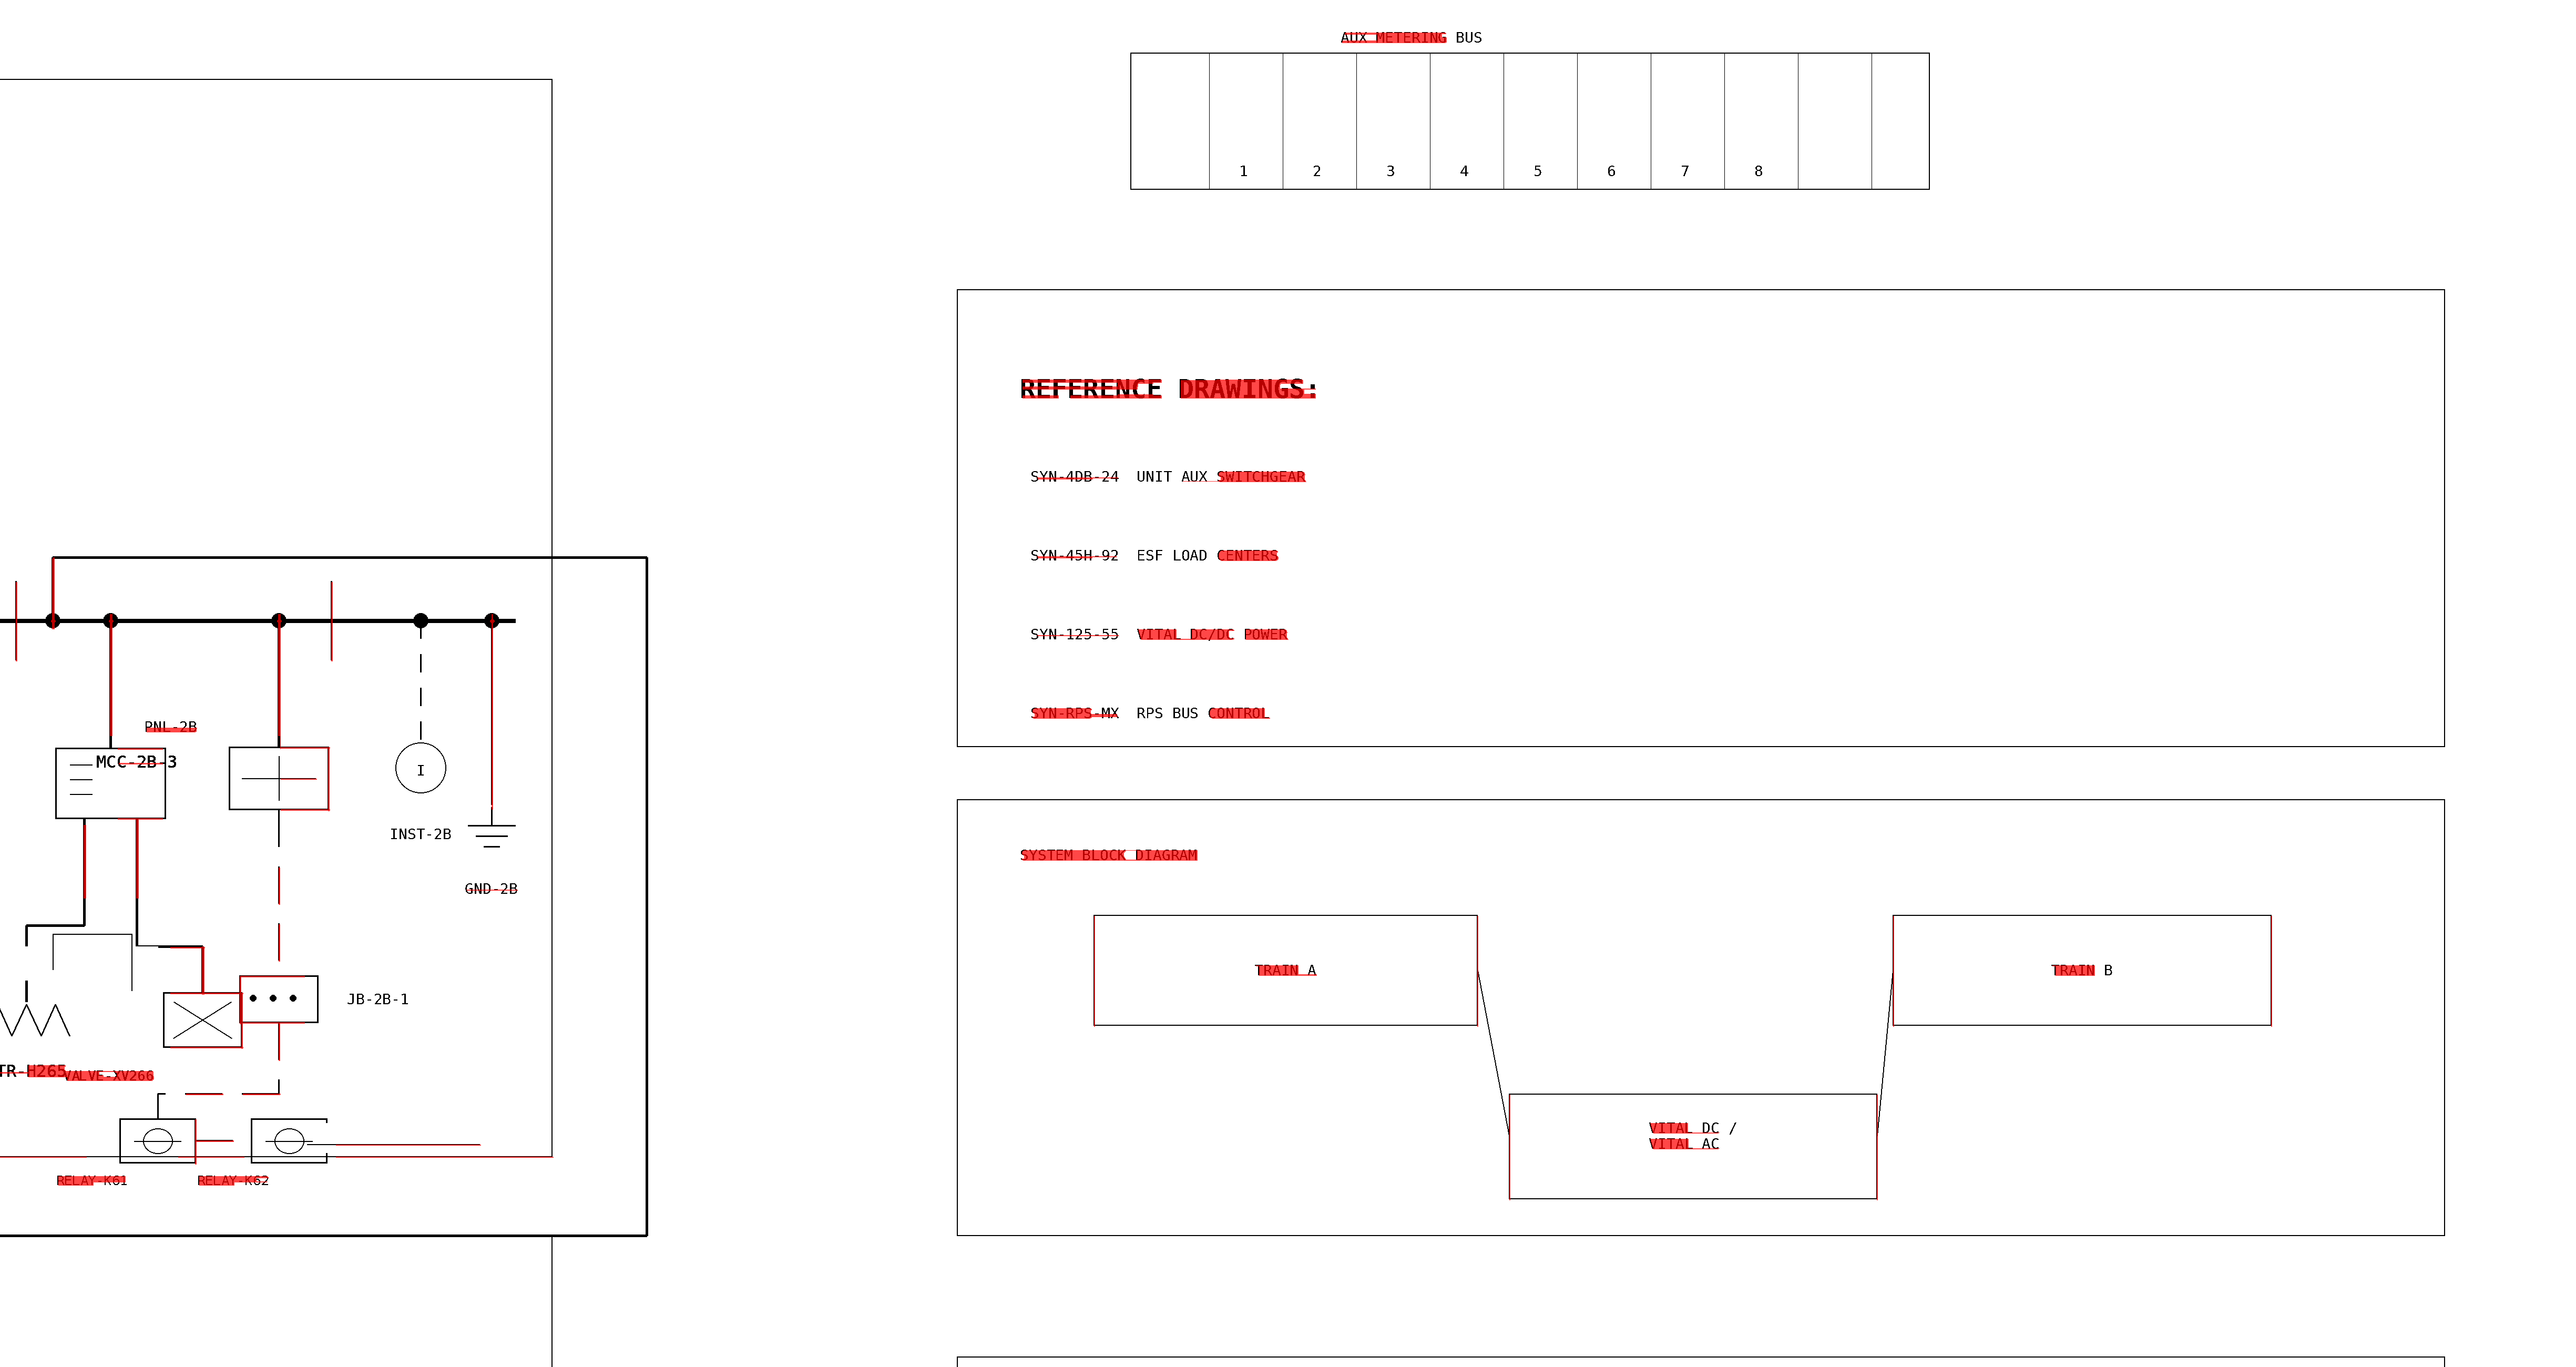 AUX METERING BUS
1 2 3 4 5 6 7 8
REFERENCE DRAWINGS:
SYN-4DB-24 UNIT AUX SWITCHGEAR
SYN-45H-92 ESF LOAD CENTERS
SYN-125-55 VITAL DC/DC POWER
SYN-RPS-MX RPS BUS CONTROL
PNL-2B
MCC-2B-3
I
INST-2B
GND-2B
JB-2B-1
TR-H265
VALVE-XV266
RELAY-K61
RELAY-K62
SYSTEM BLOCK DIAGRAM
TRAIN A
TRAIN B
VITAL DC /
VITAL AC